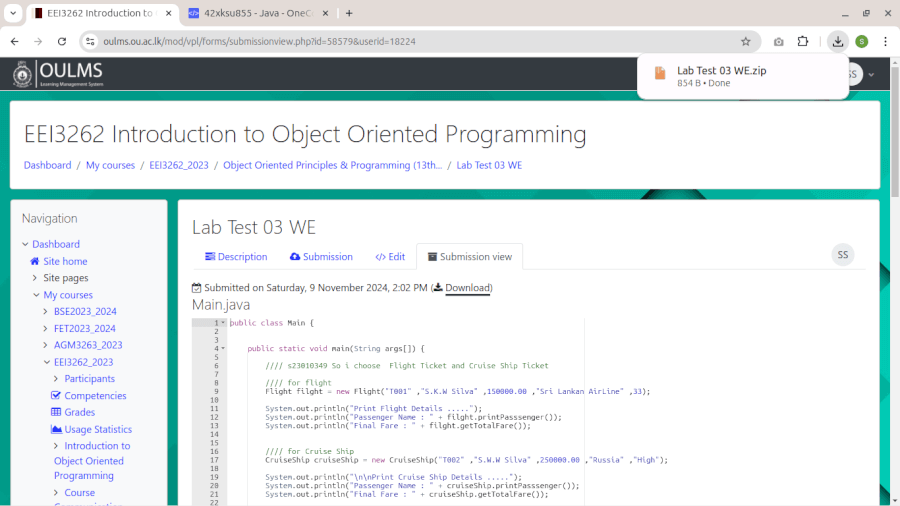 EEI3262 Introduction to
42xksu855 - Java - OneCo
oulms.ou.ac.lk/mod/vpl/forms/submissionview.php?id=58579&userid=18224
S
OULMS
Learning Management System
Lab Test 03 WE.zip
854 B • Done
SS
EEI3262 Introduction to Object Oriented Programming
Dashboard / My courses / EEI3262_2023 / Object Oriented Principles & Programming (13th... / Lab Test 03 WE
Navigation
Dashboard
Site home
Site pages
My courses
BSE2023_2024
FET2023_2024
AGM3263_2023
EEI3262_2023
Participants
Competencies
Grades
Usage Statistics
Introduction to
Object Oriented
Programming
Course
Lab Test 03 WE
Description Submission </> Edit Submission view
SS
Submitted on Saturday, 9 November 2024, 2:02 PM (Download)
Main.java
1 public class Main {
2
3
4 public static void main(String args[]) {
5
6 //// s23010349 So i choose  Flight Ticket and Cruise Ship Ticket
7
8 //// for flight
9 Flight filght = new Flight("T001" ,"S.K.W Silva" ,150000.00 ,"Sri Lankan AirLine" ,33);
10
11 System.out.println("Print Flight Details .....");
12 System.out.println("Passenger Name : " + filght.printPasssenger());
13 System.out.println("Final Fare : " + filght.getTotalFare());
14
15
16 //// for Cruise Ship
17 CruiseShip cruiseShip = new CruiseShip("T002" ,"S.W.W Silva" ,250000.00 ,"Russia" ,"High");
18
19 System.out.println("\n\nPrint Cruise Ship Details .....");
20 System.out.println("Passenger Name : " + cruiseShip.printPasssenger());
21 System.out.println("Final Fare : " + cruiseShip.getTotalFare());
22